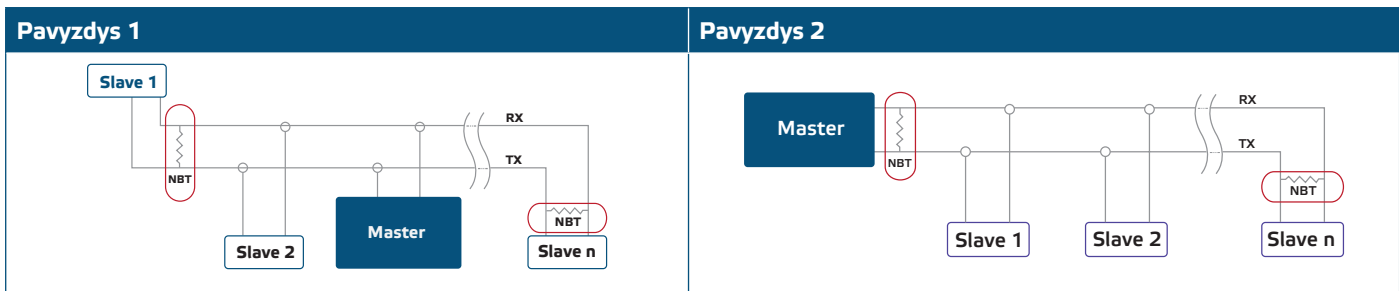 Pavyzdys 1
Slave 1
RX
TX
NBT
NBT
Master
Slave 2
Slave n
Pavyzdys 2
Master
RX
TX
NBT
NBT
Slave 1
Slave 2
Slave n